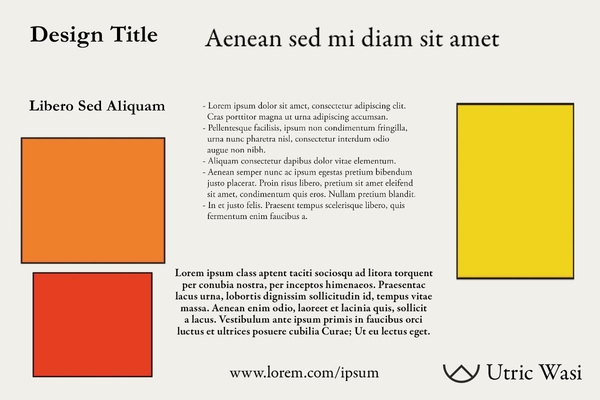 Design Title
Aenean sed mi diam sit amet
Libero Sed Aliquam
- Lorem ipsum dolor sit amet, consectetur adipiscing elit.
Cras porttitor magna ut urna adipiscing accumsan.
- Pellentesque facilisis, ipsum non condimentum fringilla,
urna nunc pharetra nisl, consectetur interdum odio
augue non nibh.
- Aliquam consectetur dapibus dolor vitae elementum.
- Aenean semper nunc ac ipsum egestas pretium bibendum
justo placerat. Proin risus libero, pretium sit amet eleifend
sit amet, condimentum quis eros. Nullam pretium blandit.
- In et justo felis. Praesent tempus scelerisque libero, quis
fermentum enim faucibus a.
Lorem ipsum class aptent taciti sociosqu ad litora torquent
per conubia nostra, per inceptos himenaeos. Praesentac
lacus urna, lobortis dignissim sollicitudin id, tempus vitae
massa. Aenean enim odio, laoreet et lacinia quis, sollicit
a lacus. Vestibulum ante ipsum primis in faucibus orci
luctus et ultrices posuere cubilia Curae; Ut eu lectus eget.
www.lorem.com/ipsum
Utric Wasi